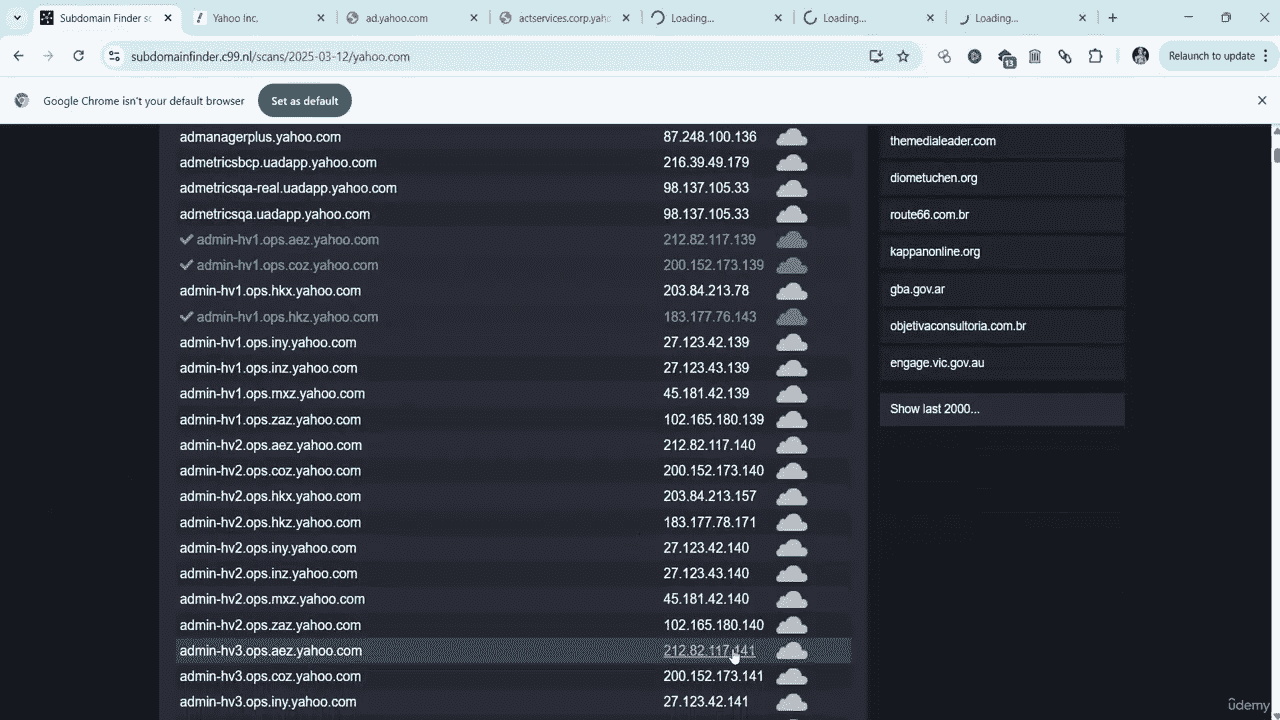 Subdomain Finder sc
Yahoo Inc.
ad.yahoo.com
actservices.corp.yah
Loading...
Loading...
Loading...
subdomainfinder.c99.nl/scans/2025-03-12/yahoo.com
13
Relaunch to update
Google Chrome isn't your default browser
Set as default
admanagerplus.yahoo.com 87.248.100.136
admetricsbcp.uadapp.yahoo.com 216.39.49.179
admetricsqa-real.uadapp.yahoo.com 98.137.105.33
admetricsqa.uadapp.yahoo.com 98.137.105.33
admin-hv1.ops.aez.yahoo.com 212.82.117.139
admin-hv1.ops.coz.yahoo.com 200.152.173.139
admin-hv1.ops.hkx.yahoo.com 203.84.213.78
admin-hv1.ops.hkz.yahoo.com 183.177.76.143
admin-hv1.ops.iny.yahoo.com 27.123.42.139
admin-hv1.ops.inz.yahoo.com 27.123.43.139
admin-hv1.ops.mxz.yahoo.com 45.181.42.139
admin-hv1.ops.zaz.yahoo.com 102.165.180.139
admin-hv2.ops.aez.yahoo.com 212.82.117.140
admin-hv2.ops.coz.yahoo.com 200.152.173.140
admin-hv2.ops.hkx.yahoo.com 203.84.213.157
admin-hv2.ops.hkz.yahoo.com 183.177.78.171
admin-hv2.ops.iny.yahoo.com 27.123.42.140
admin-hv2.ops.inz.yahoo.com 27.123.43.140
admin-hv2.ops.mxz.yahoo.com 45.181.42.140
admin-hv2.ops.zaz.yahoo.com 102.165.180.140
admin-hv3.ops.aez.yahoo.com 212.82.117.141
admin-hv3.ops.coz.yahoo.com 200.152.173.141
admin-hv3.ops.iny.yahoo.com 27.123.42.141
themedialeader.com
diometuchen.org
route66.com.br
kappanonline.org
gba.gov.ar
objetivaconsultoria.com.br
engage.vic.gov.au
Show last 2000...
ûdemy